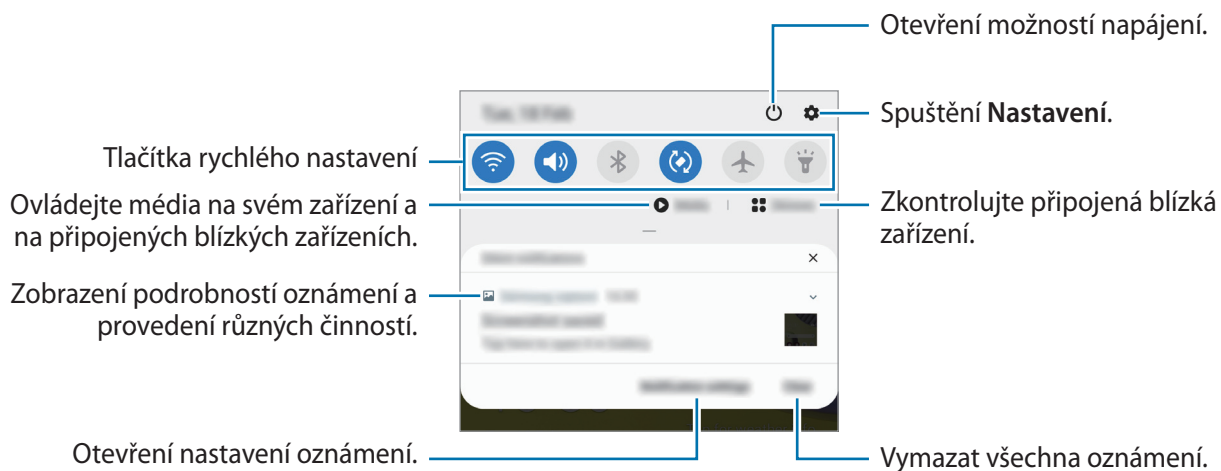 Otevření možností napájení.
Spuštění Nastavení.
Tlačítka rychlého nastavení
Ovládejte média na svém zařízení a
na připojených blízkých zařízeních.
Zkontrolujte připojená blízká
zařízení.
Zobrazení podrobností oznámení a
provedení různých činností.
Otevření nastavení oznámení.
Vymazat všechna oznámení.